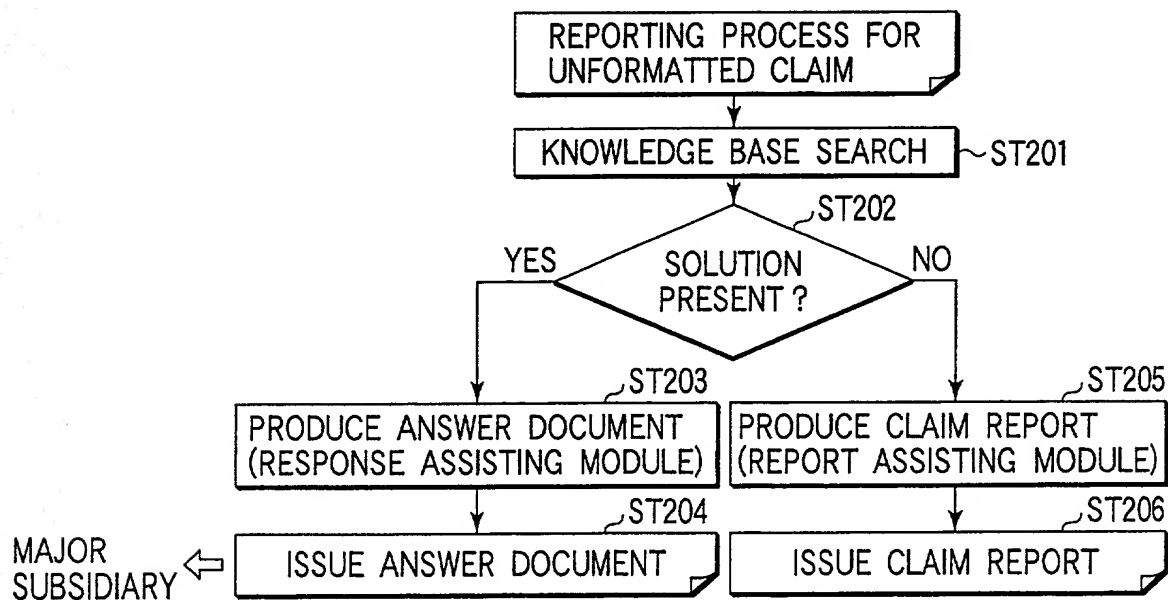 REPORTING PROCESS FOR
UNFORMATTED CLAIM
KNOWLEDGE BASE SEARCH
ST201
ST202
YES
SOLUTION
PRESENT ?
NO
ST203
PRODUCE ANSWER DOCUMENT
(RESPONSE ASSISTING MODULE)
ST205
PRODUCE CLAIM REPORT
(REPORT ASSISTING MODULE)
ST204
MAJOR
SUBSIDIARY
ISSUE ANSWER DOCUMENT
ST206
ISSUE CLAIM REPORT